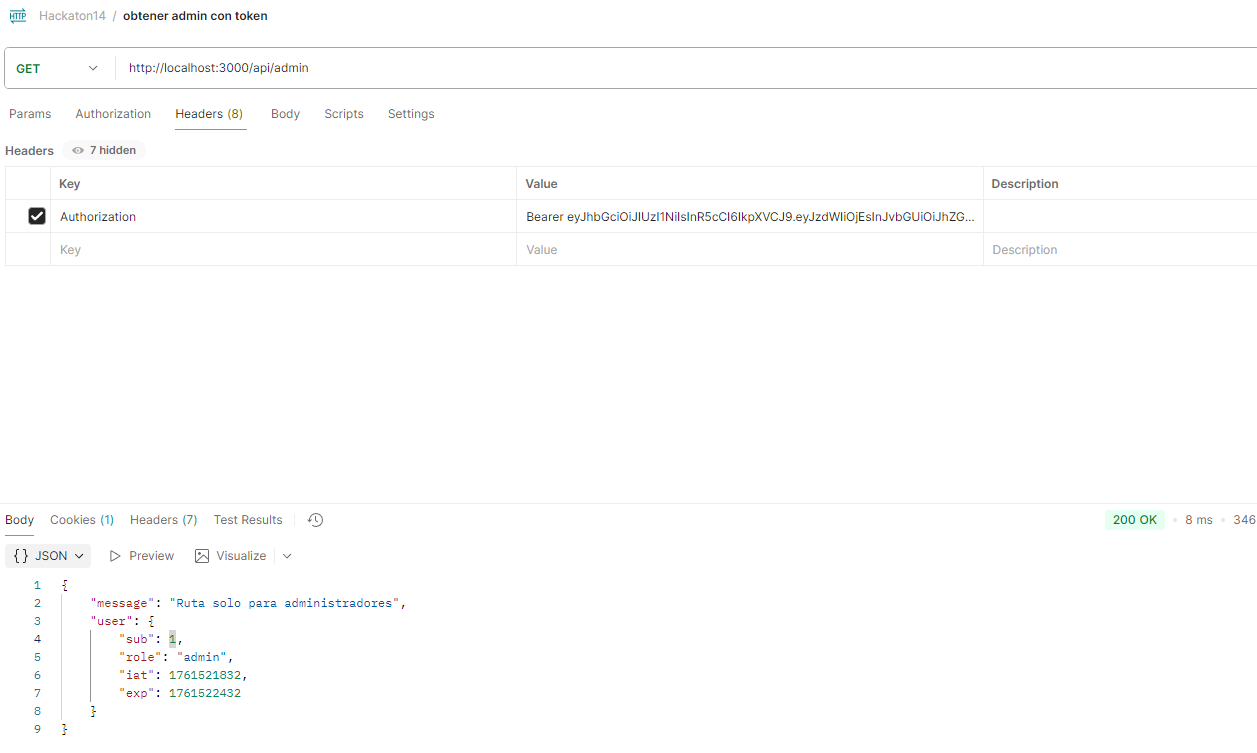 HTTP Hackaton14 / obtener admin con token
GET http://localhost:3000/api/admin
Params Authorization Headers (8) Body Scripts Settings
Headers 7 hidden
Key Value Description
Authorization Bearer eyJhbGciOiJIUzI1NiIsInR5cCI6IkpXVCJ9.eyJzdWIiOjEsInJvbGUiOiJhZG...
Key Value Description
Body Cookies (1) Headers (7) Test Results 200 OK • 8 ms • 346
{} JSON Preview Visualize
1 {
2 "message": "Ruta solo para administradores",
3 "user": {
4 "sub": 1,
5 "role": "admin",
6 "iat": 1761521832,
7 "exp": 1761522432
8 }
9 }